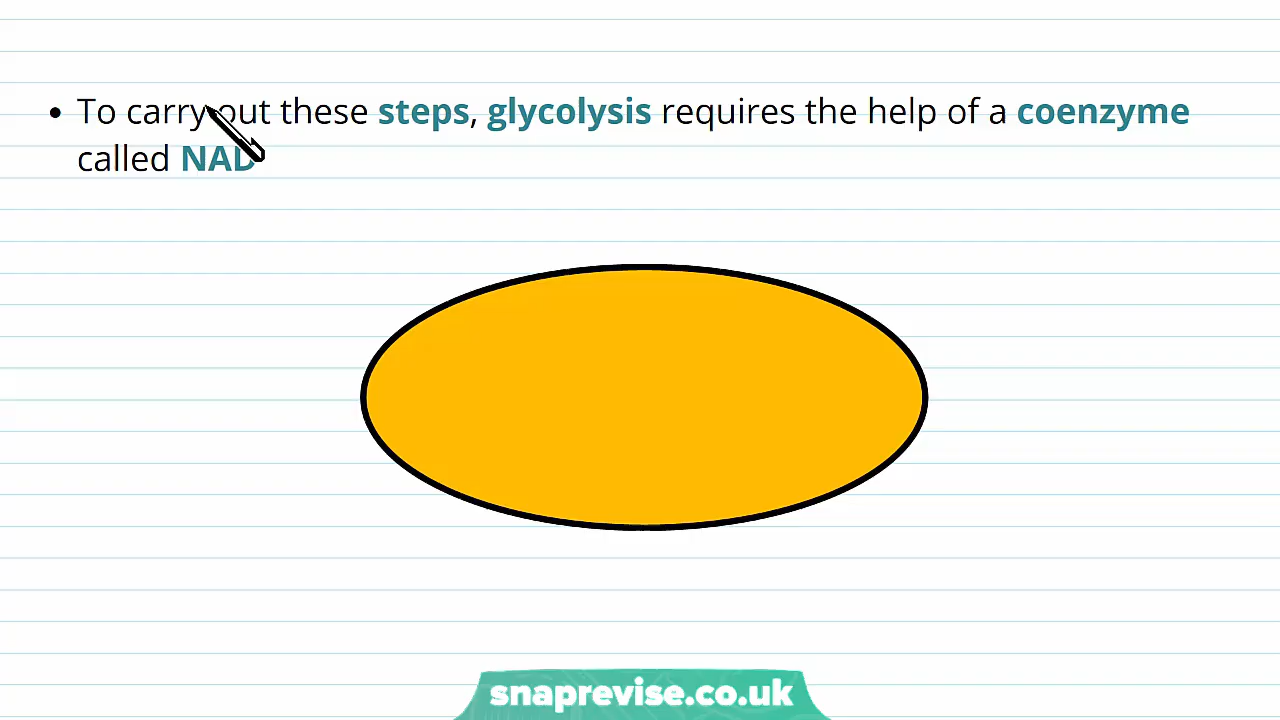 • To carry out these steps, glycolysis requires the help of a coenzyme
called NAD
snaprevise.co.uk